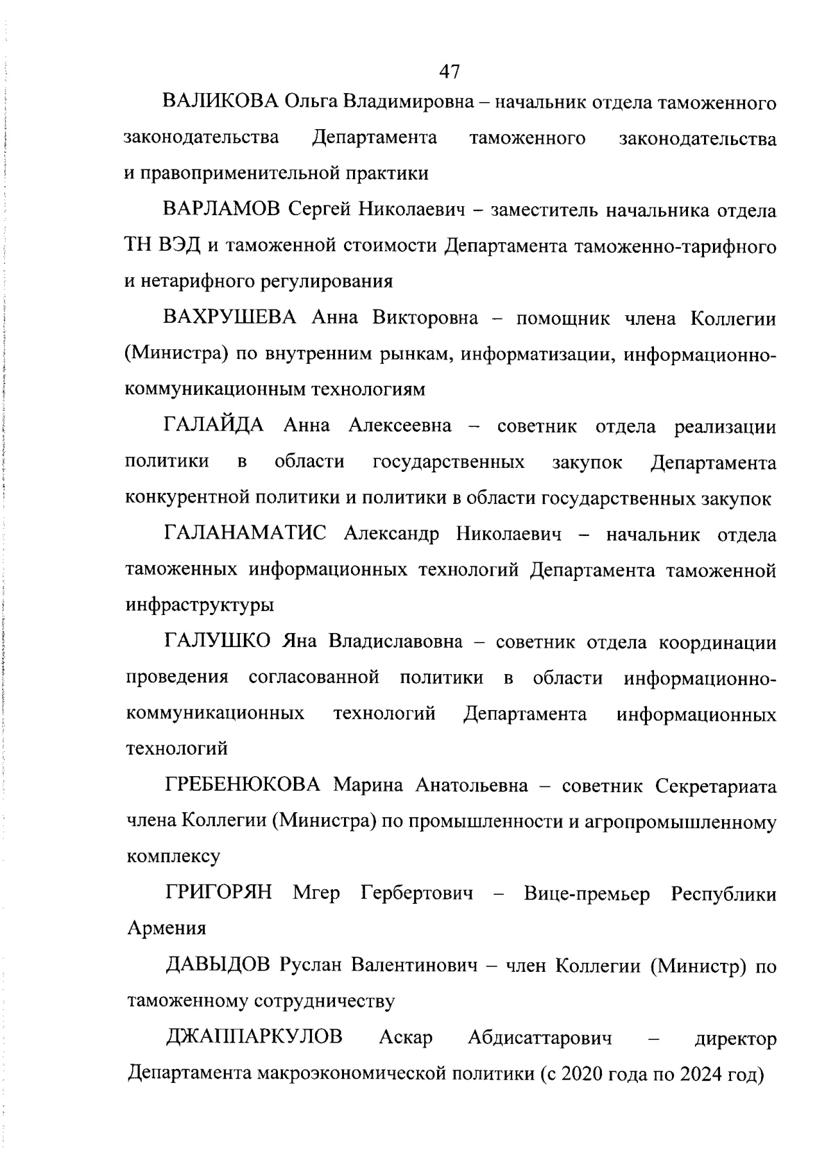 47
ВАЛИКОВА Ольга Владимировна – начальник отдела таможенного
законодательства Департамента таможенного законодательства
и правоприменительной практики
ВАРЛАМОВ Сергей Николаевич – заместитель начальника отдела
ТН ВЭД и таможенной стоимости Департамента таможенно-тарифного
и нетарифного регулирования
ВАХРУШЕВА Анна Викторовна – помощник члена Коллегии
(Министра) по внутренним рынкам, информатизации, информационно-
коммуникационным технологиям
ГАЛАЙДА Анна Алексеевна – советник отдела реализации
политики в области государственных закупок Департамента
конкурентной политики и политики в области государственных закупок
ГАЛАНАМАТИС Александр Николаевич – начальник отдела
таможенных информационных технологий Департамента таможенной
инфраструктуры
ГАЛУШКО Яна Владиславовна – советник отдела координации
проведения согласованной политики в области информационно-
коммуникационных технологий Департамента информационных
технологий
ГРЕБЕНЮКОВА Марина Анатольевна – советник Секретариата
члена Коллегии (Министра) по промышленности и агропромышленному
комплексу
ГРИГОРЯН Мгер Гербертович – Вице-премьер Республики
Армения
ДАВЫДОВ Руслан Валентинович – член Коллегии (Министр) по
таможенному сотрудничеству
ДЖАППАРКУЛОВ Аскар Абдисаттарович – директор
Департамента макроэкономической политики (с 2020 года по 2024 год)